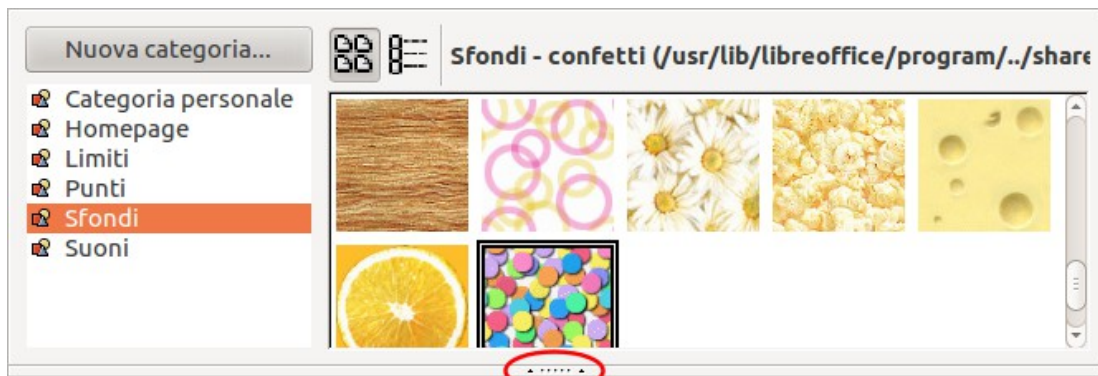 Nuova categoria...
Sfondi - confetti (/usr/lib/libreoffice/program/../share
Categoria personale
Homepage
Limiti
Punti
Sfondi
Suoni